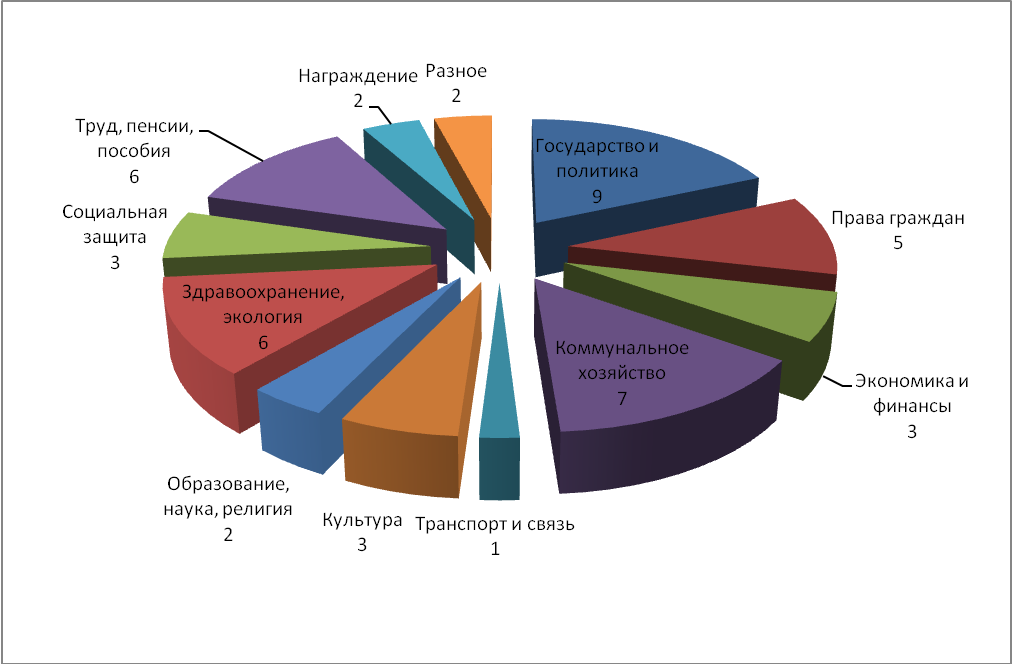 Награждение
2
Разное
2
Труд, пенсии,
пособия
6
Государство и
политика
9
Социальная
защита
3
Права граждан
5
Здравоохранение,
экология
6
Коммунальное
хозяйство
7
Экономика и
финансы
3
Образование,
наука, религия
2
Культура
3
Транспорт и связь
1